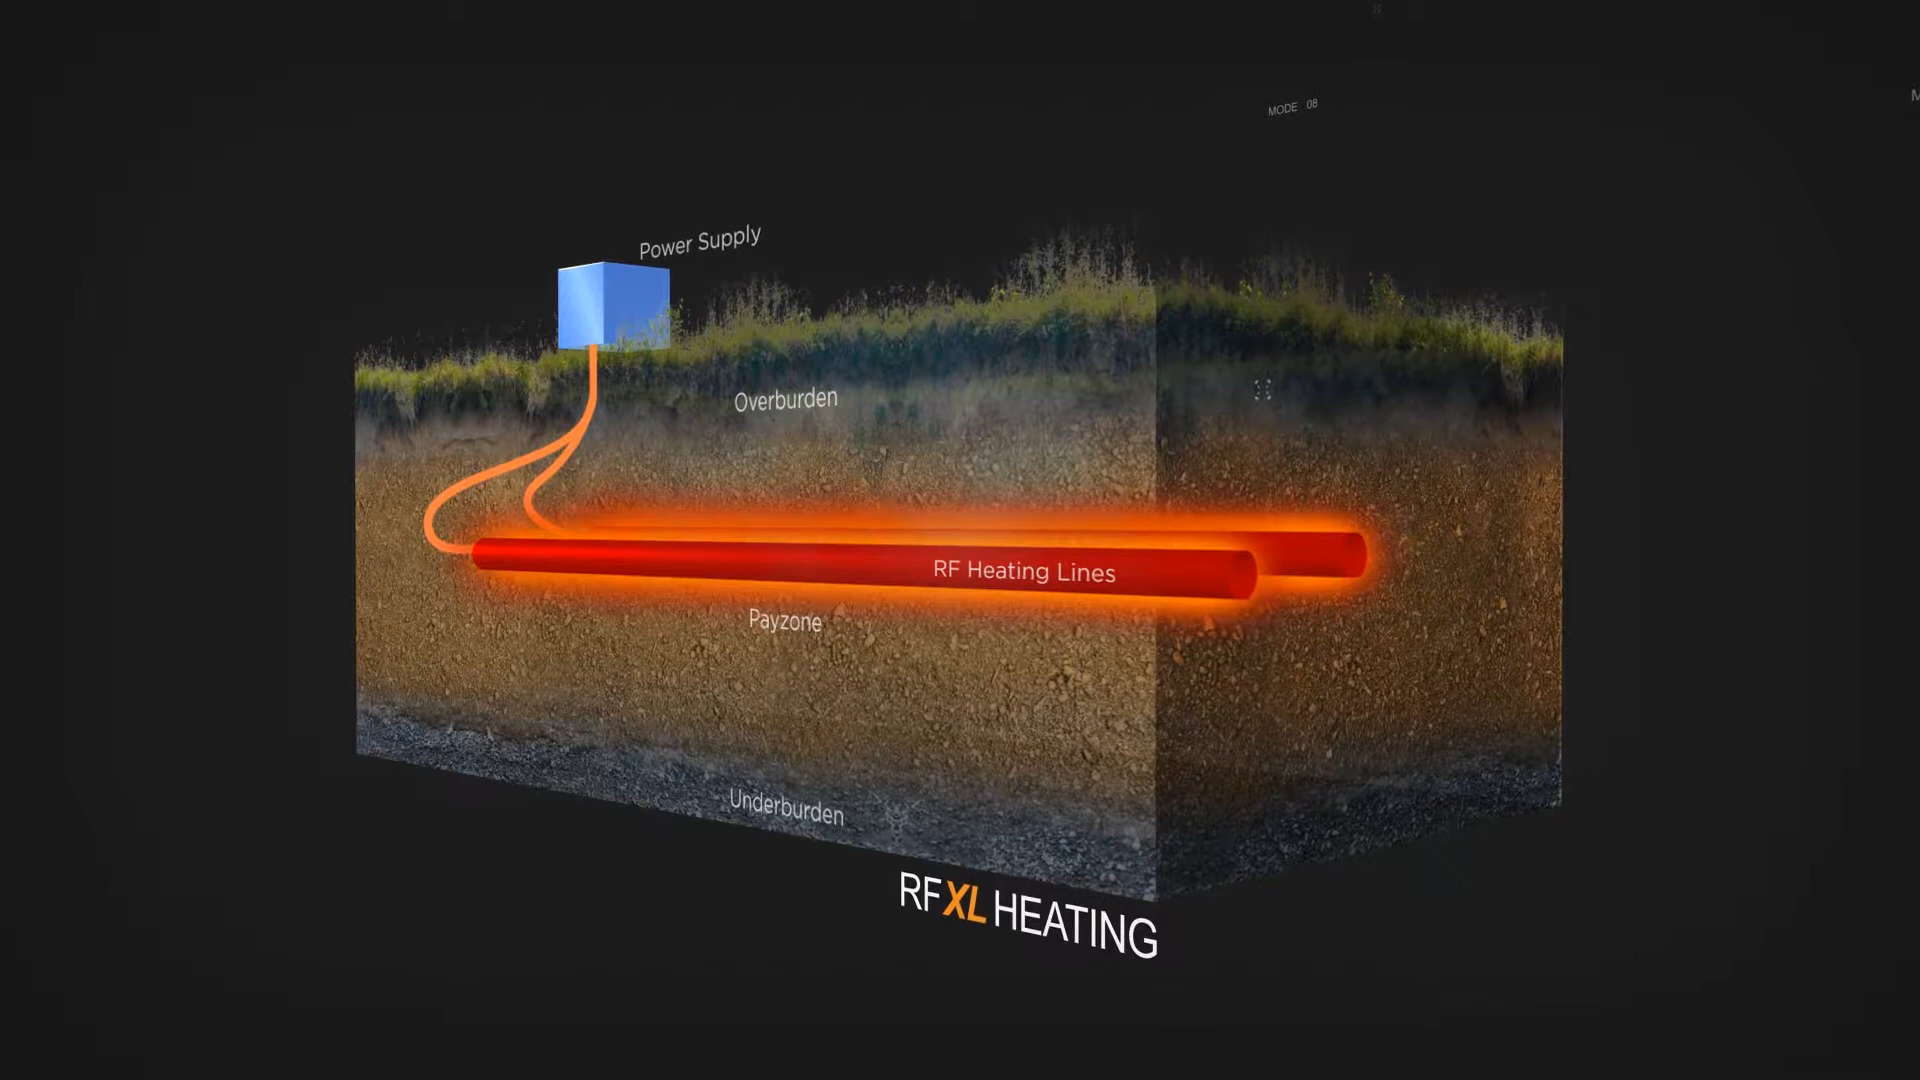 MODE 08
Power Supply
Overburden
RF Heating Lines
Payzone
Underburden
RFXL HEATING